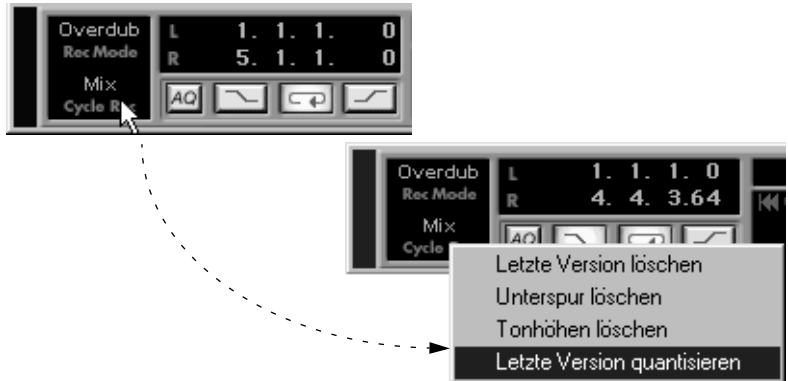 Overdub
Rec Mode
Mix
Cycle Rec
L 1. 1. 1. 0
R 5. 1. 1. 0
AQ
Overdub
Rec Mode
Mix
Cycle
L 1. 1. 1. 0
R 4. 4. 3.64
AQ
Letzte Version löschen
Unterspur löschen
Tonhöhen löschen
Letzte Version quantisieren